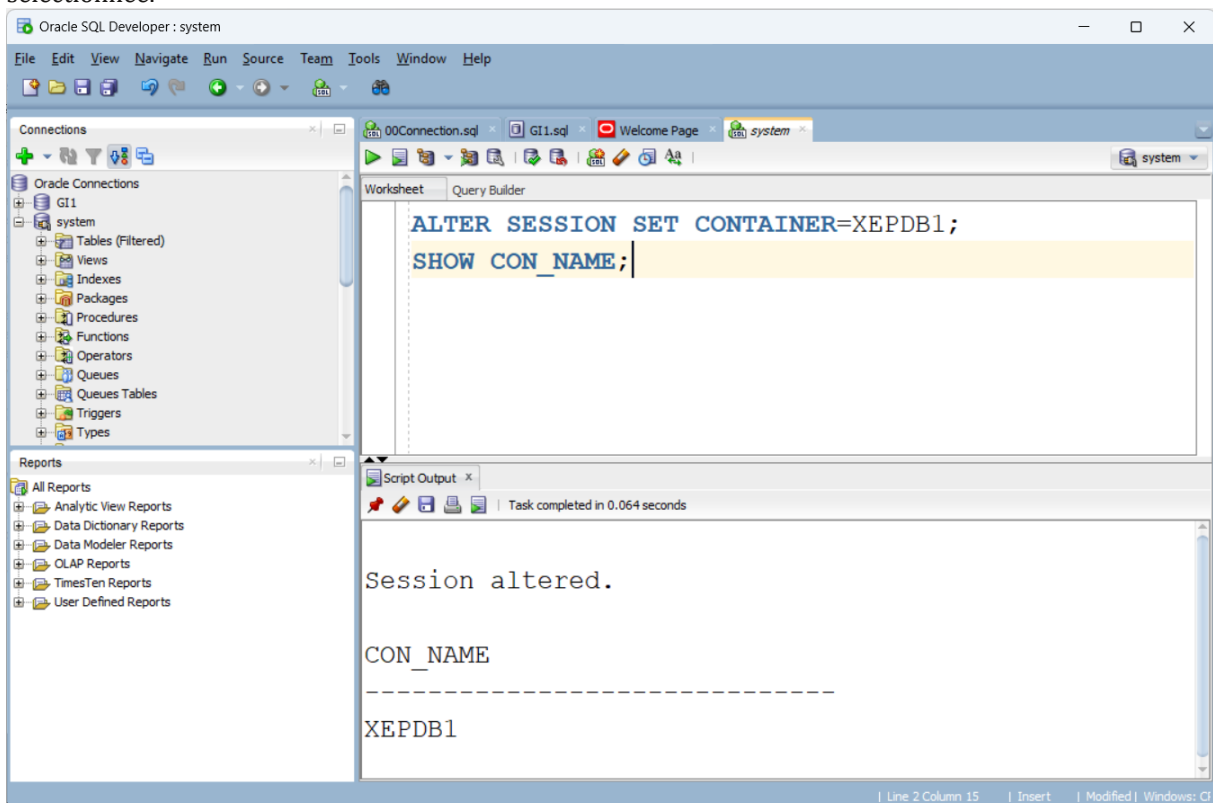 selectionnee.
Oracle SQL Developer : system
File Edit View Navigate Run Source Team Tools Window Help
Connections
Oracle Connections
GI1
system
Tables (Filtered)
Views
Indexes
Packages
Procedures
Functions
Operators
Queues
Queues Tables
Triggers
Types
Reports
All Reports
Analytic View Reports
Data Dictionary Reports
Data Modeler Reports
OLAP Reports
TimesTen Reports
User Defined Reports
00Connection.sql GI1.sql Welcome Page system
system
Worksheet Query Builder
ALTER SESSION SET CONTAINER=XEPDB1;
SHOW CON_NAME;
Script Output
Task completed in 0.064 seconds
Session altered.
CON_NAME
------------------------------
XEPDB1
| Line 2 Column 15 | Insert | Modified | Windows: CF